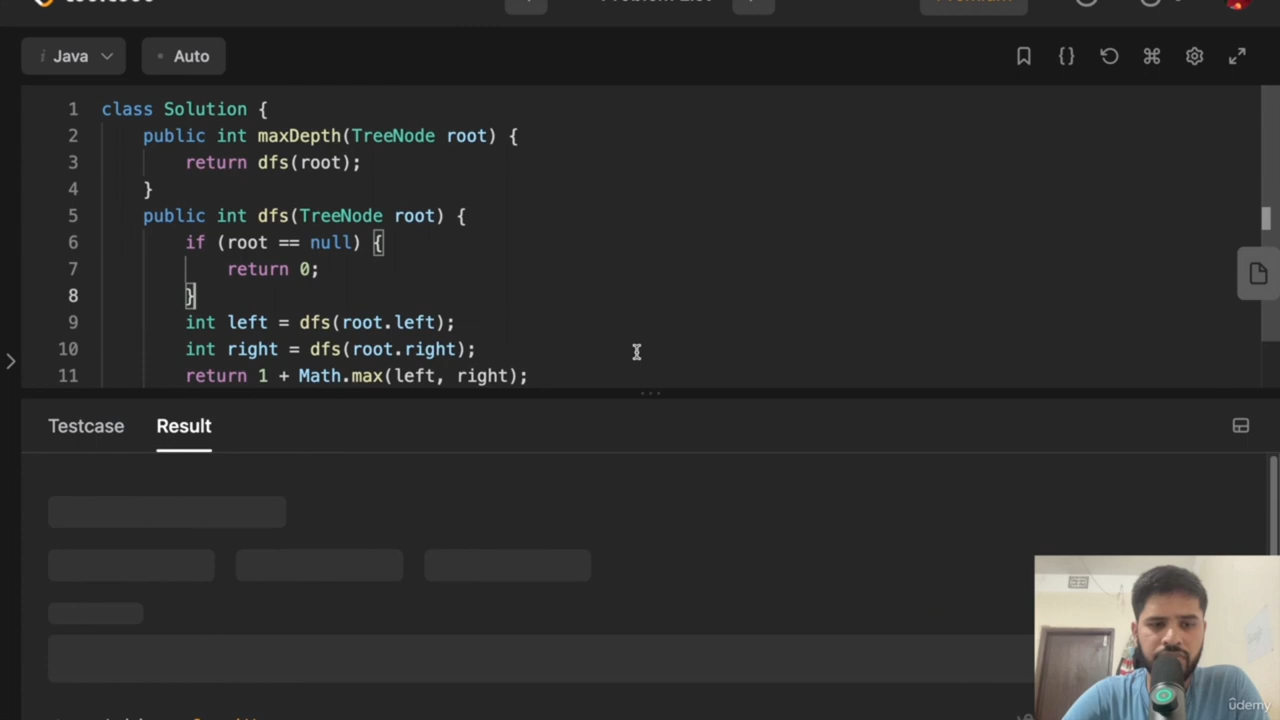 Java
Auto
1 class Solution {
2 public int maxDepth(TreeNode root) {
3 return dfs(root);
4 }
5 public int dfs(TreeNode root) {
6 if (root == null) {
7 return 0;
8 }
9 int left = dfs(root.left);
10 int right = dfs(root.right);
11 return 1 + Math.max(left, right);
Testcase
Result
ûdemy